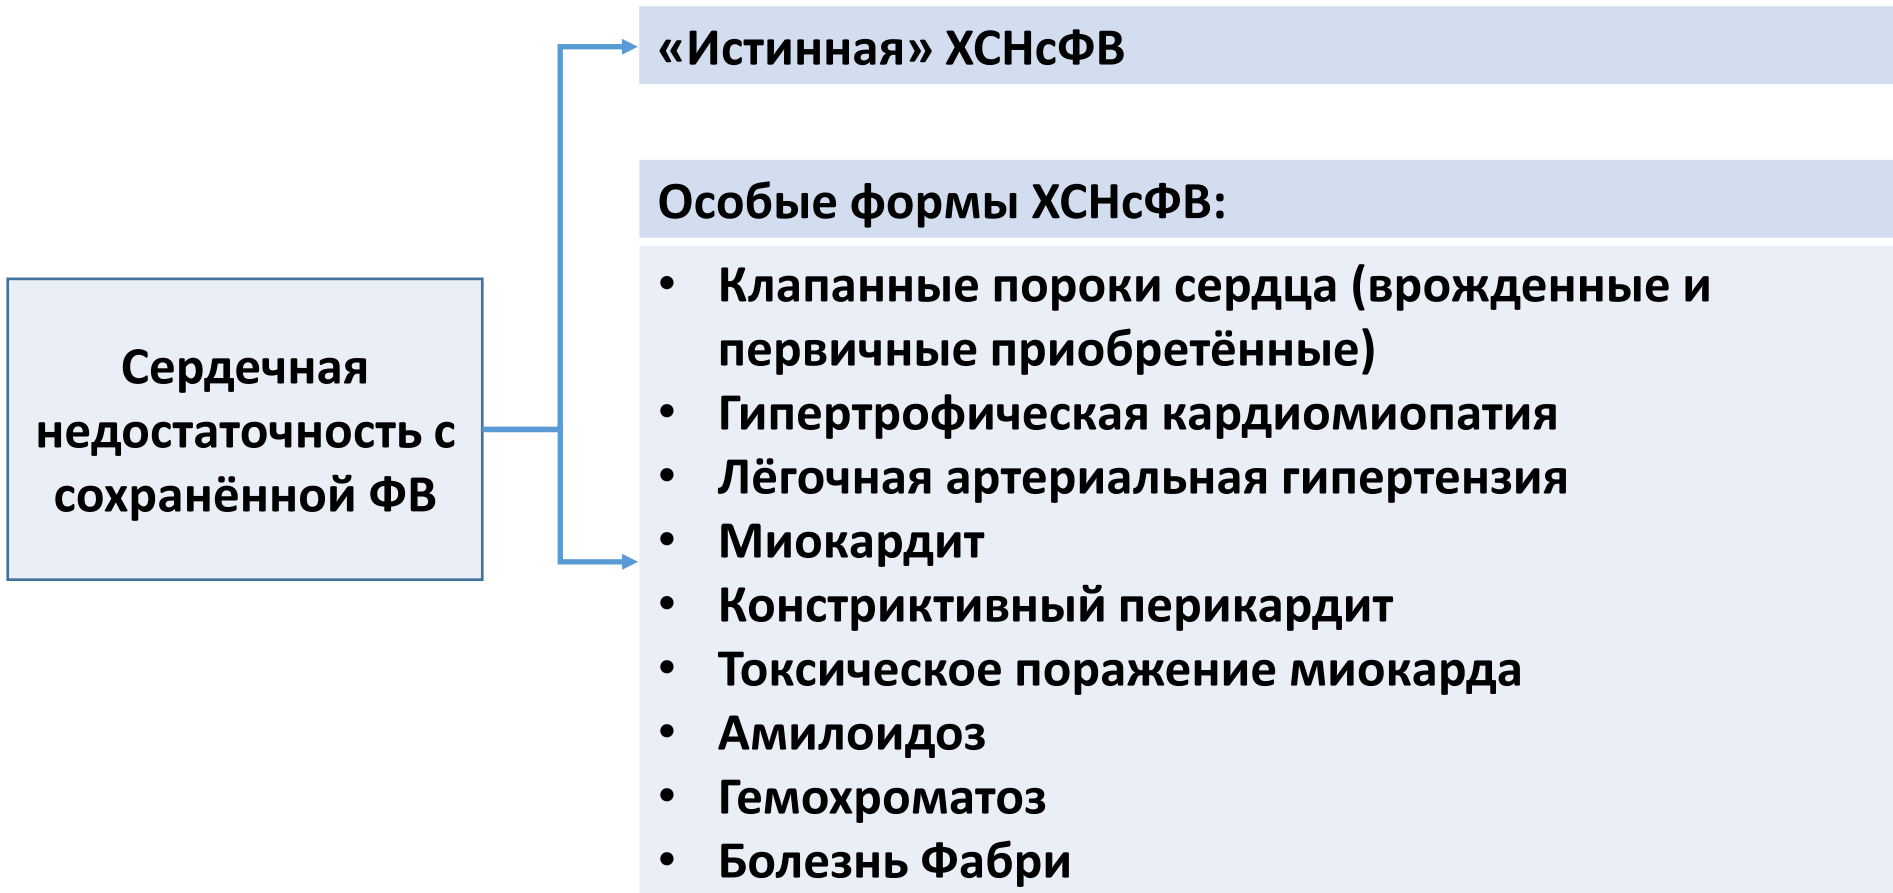 «Истинная» ХСНсФВ
Особые формы ХСНсФВ:
Сердечная
недостаточность с
сохранённой ФВ
• Клапанные пороки сердца (врожденные и
первичные приобретённые)
• Гипертрофическая кардиомиопатия
• Лёгочная артериальная гипертензия
• Миокардит
• Констриктивный перикардит
• Токсическое поражение миокарда
• Амилоидоз
• Гемохроматоз
• Болезнь Фабри